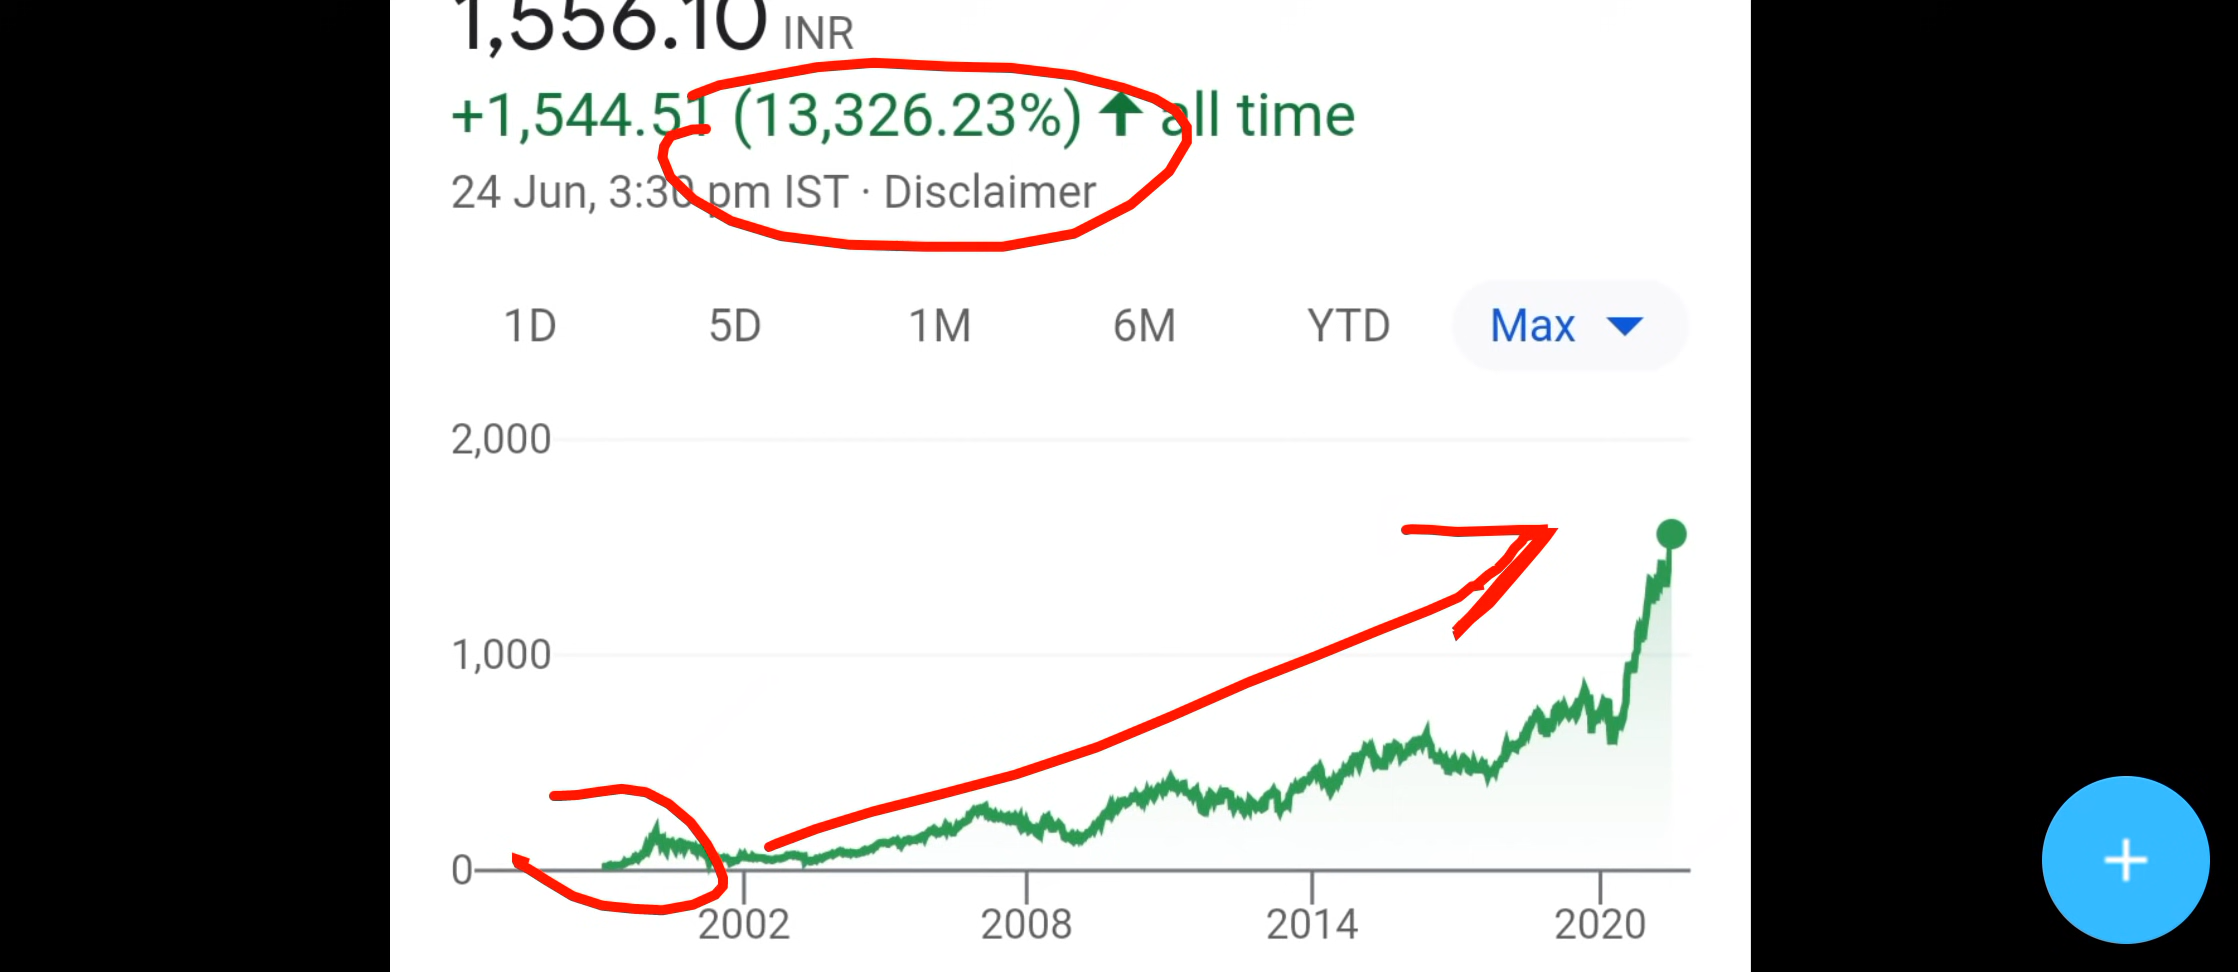 1,556.10 INR
+1,544.51 (13,326.23%) ↑ all time
24 Jun, 3:30 pm IST · Disclaimer
1D 5D 1M 6M YTD Max
2,000
1,000
0
2002 2008 2014 2020